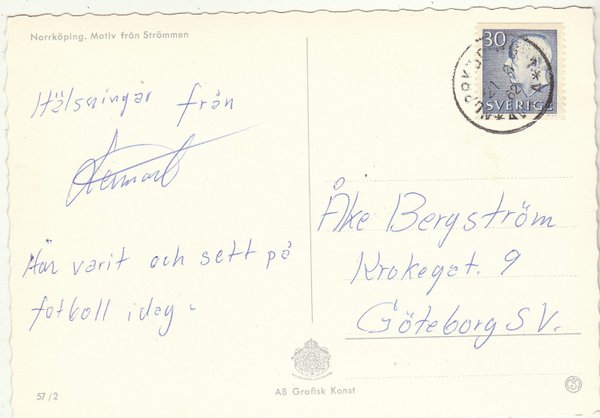 Norrköping. Motiv från Strömmen
30
SVERIGE
Hälsningar från
Lennart
Har varit och sett på
fotboll idag.
Åke Bergström
Krokegat. 9
Göteborg S V.
57/2
AB Grafisk Konst